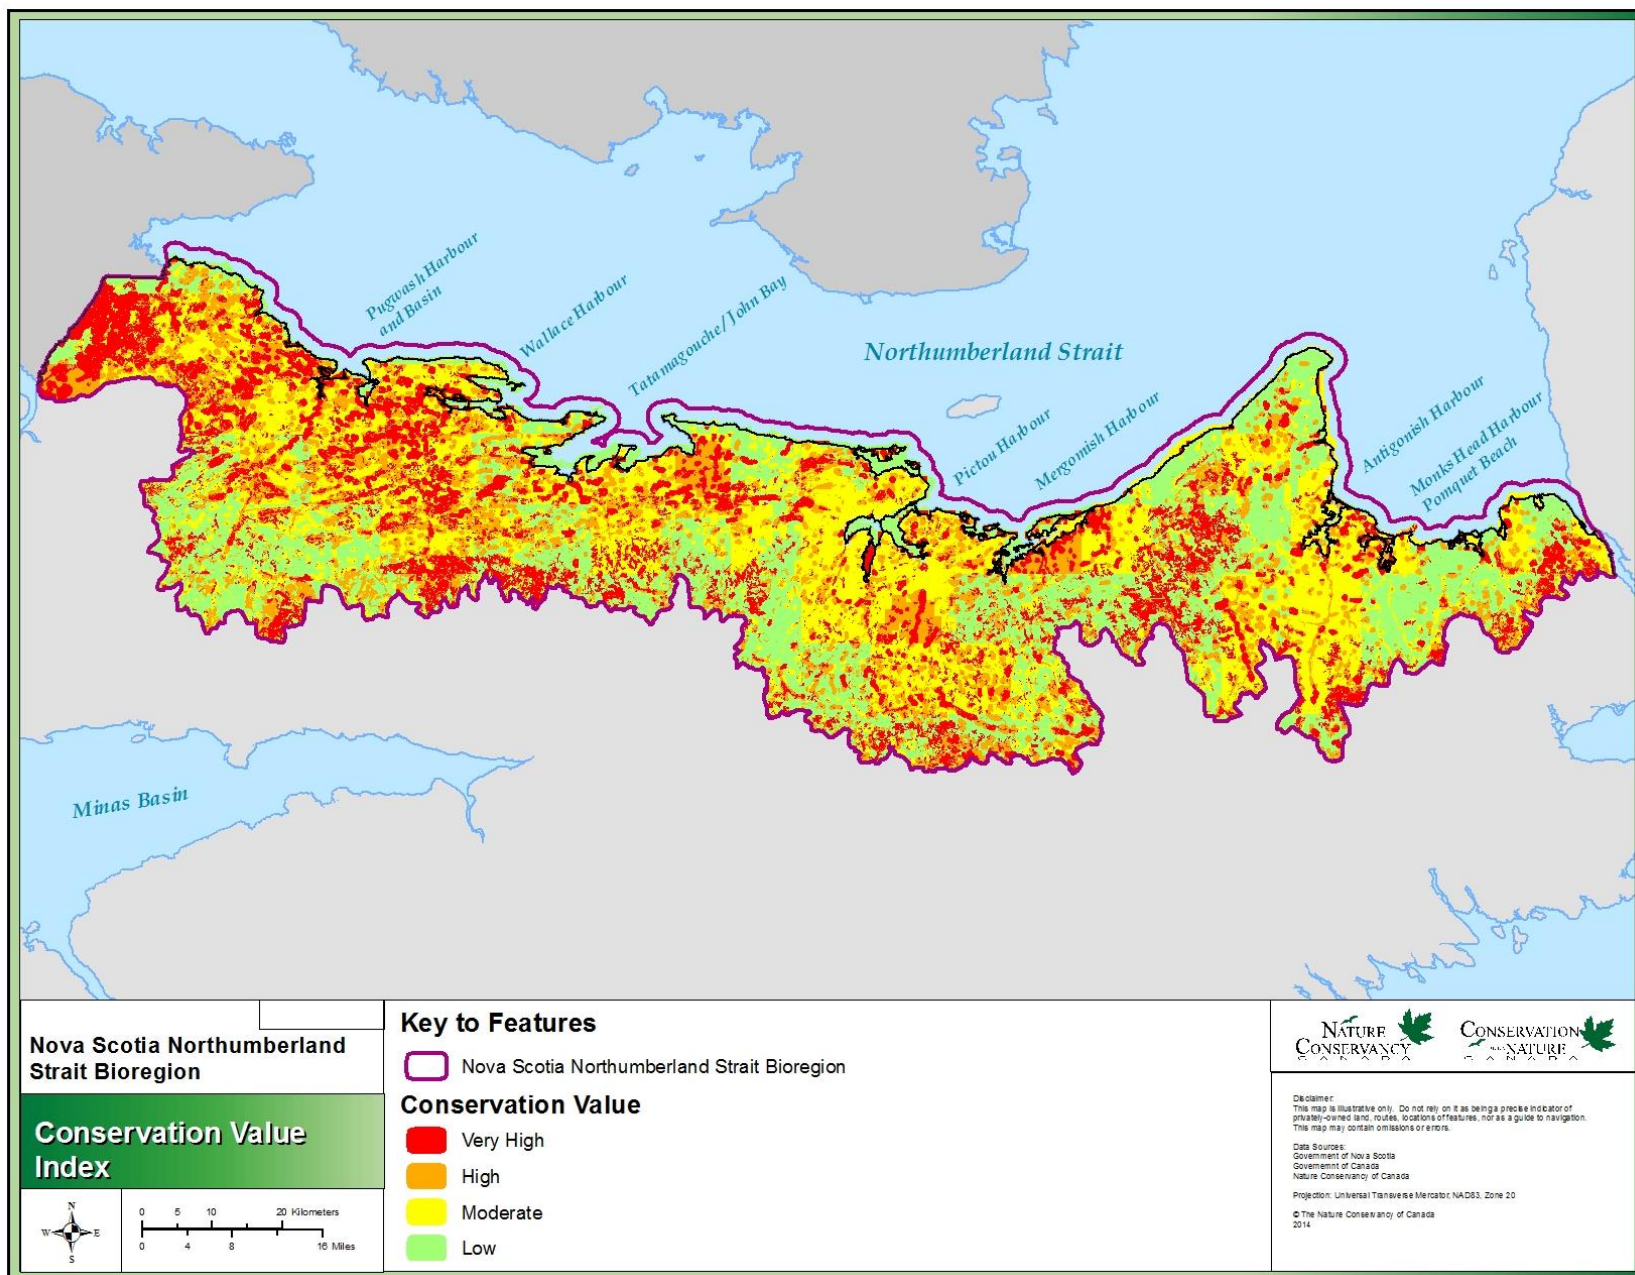 Pugwash Harbour
and Basin
Wallace Harbour
Tatamagouche/John Bay
Northumberland Strait
Pictou Harbour
Mergomish Harbour
Antigonish Harbour
Monks Head Harbour
Pomquet Beach
Minas Basin
Nova Scotia Northumberland
Strait Bioregion
Conservation Value
Index
N
W E
S
0 5 10 20 Kilometers
0 4 8 16 Miles
Key to Features
Nova Scotia Northumberland Strait Bioregion
Conservation Value
Very High
High
Moderate
Low
NATURE
CONSERVANCY
CANADA
CONSERVATION
NATURE
CANADA
Disclaimer:
This map is illustrative only. Do not rely on it as being a precise indicator of
privately-owned land, routes, locations of features, nor as a guide to navigation.
This map may contain omissions or errors.
Data Sources:
Government of Nova Scotia
Governemnt of Canada
Nature Conservancy of Canada
Projection: Universal Transverse Mercator, NAD83, Zone 20
© The Nature Conservancy of Canada
2014